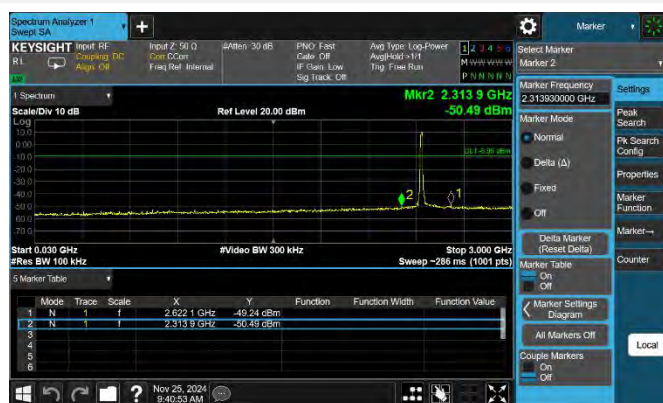 Spectrum Analyzer 1
Swept SA
+
Marker
KEYSIGHT Input: RF Input Z: 50 Ω #Atten: 30 dB PNO: Fast Avg Type: Log-Power 1 2 3 4 5 6
RL Coupling: DC Corr CCorr Gate: Off Avg|Hold:>1/1 M W W W W W
Align: Off Freq Ref: Internal IF Gain: Low Trig: Free Run
Sig Track: Off P N N N N N
Select Marker
Marker 2
1 Spectrum
Mkr2 2.313 9 GHz
Scale/Div 10 dB Ref Level 20.00 dBm -50.49 dBm
Log
10.0
0.00
-10.0
-20.0
-30.0
-40.0
-50.0
-60.0
-70.0
2
1
Start 0.030 GHz #Video BW 300 kHz Stop 3.000 GHz
#Res BW 100 kHz Sweep ~286 ms (1001 pts)
5 Marker Table
Mode Trace Scale X Y Function Function Width Function Value
1 N 1 f 2.622 1 GHz -49.24 dBm
2 N 1 f 2.313 9 GHz -50.49 dBm
3
4
5
6
Marker Frequency
2.313930000 GHz
Marker Mode
Normal
Delta (Δ)
Fixed
Off
Delta Marker
(Reset Delta)
Marker Table
On
Off
Marker Settings
Diagram
All Markers Off
Couple Markers
On
Off
Settings
Peak
Search
Pk Search
Config
Properties
Marker
Function
Marker→
Counter
Local
?
Nov 25, 2024
9:40:53 AM